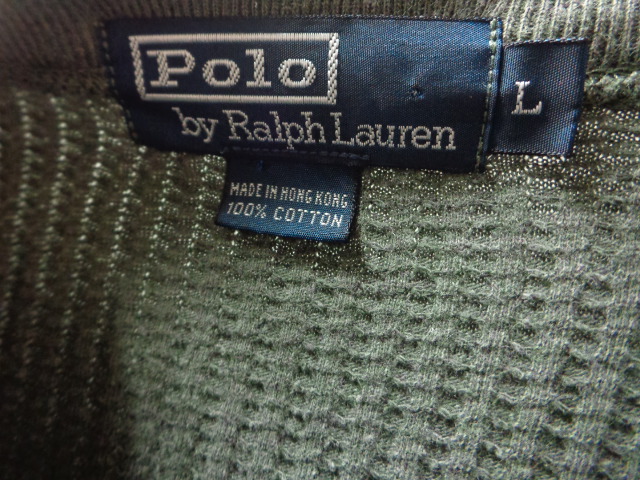 Polo
by Ralph Lauren
L
MADE IN HONG KONG
100% COTTON